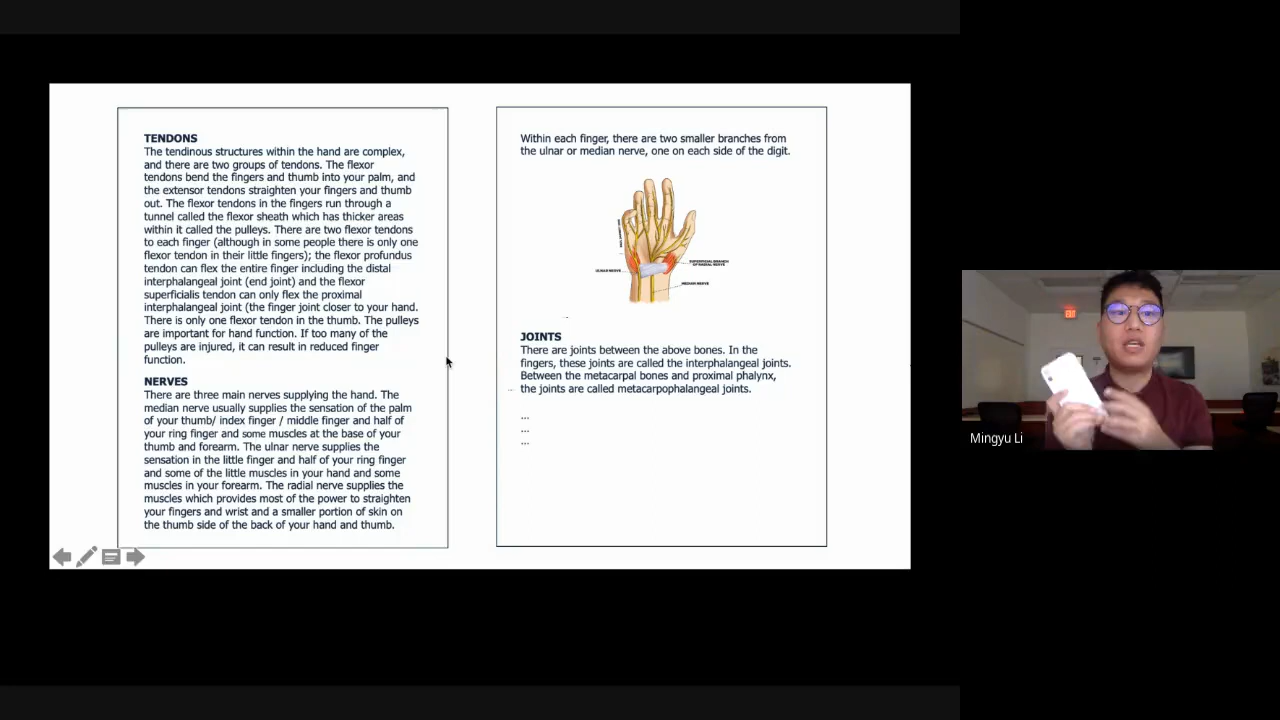 TENDONS
The tendinous structures within the hand are complex,
and there are two groups of tendons. The flexor
tendons bend the fingers and thumb into your palm, and
the extensor tendons straighten your fingers and thumb
out. The flexor tendons in the fingers run through a
tunnel called the flexor sheath which has thicker areas
within it called the pulleys. There are two flexor tendons
to each finger (although in some people there is only one
flexor tendon in their little fingers); the flexor profundus
tendon can flex the entire finger including the distal
interphalangeal joint (end joint) and the flexor
superficialis tendon can only flex the proximal
interphalangeal joint (the finger joint closer to your hand.
There is only one flexor tendon in the thumb. The pulleys
are important for hand function. If too many of the
pulleys are injured, it can result in reduced finger
function.
NERVES
There are three main nerves supplying the hand. The
median nerve usually supplies the sensation of the palm
of your thumb/ index finger / middle finger and half of
your ring finger and some muscles at the base of your
thumb and forearm. The ulnar nerve supplies the
sensation in the little finger and half of your ring finger
and some of the little muscles in your hand and some
muscles in your forearm. The radial nerve supplies the
muscles which provides most of the power to straighten
your fingers and wrist and a smaller portion of skin on
the thumb side of the back of your hand and thumb.
Within each finger, there are two smaller branches from
the ulnar or median nerve, one on each side of the digit.
ULNAR NERVE
SUPERFICIAL BRANCH
OF RADIAL NERVE
MEDIAN NERVE
JOINTS
There are joints between the above bones. In the
fingers, these joints are called the interphalangeal joints.
Between the metacarpal bones and proximal phalynx,
the joints are called metacarpophalangeal joints.
...
...
...
Mingyu Li